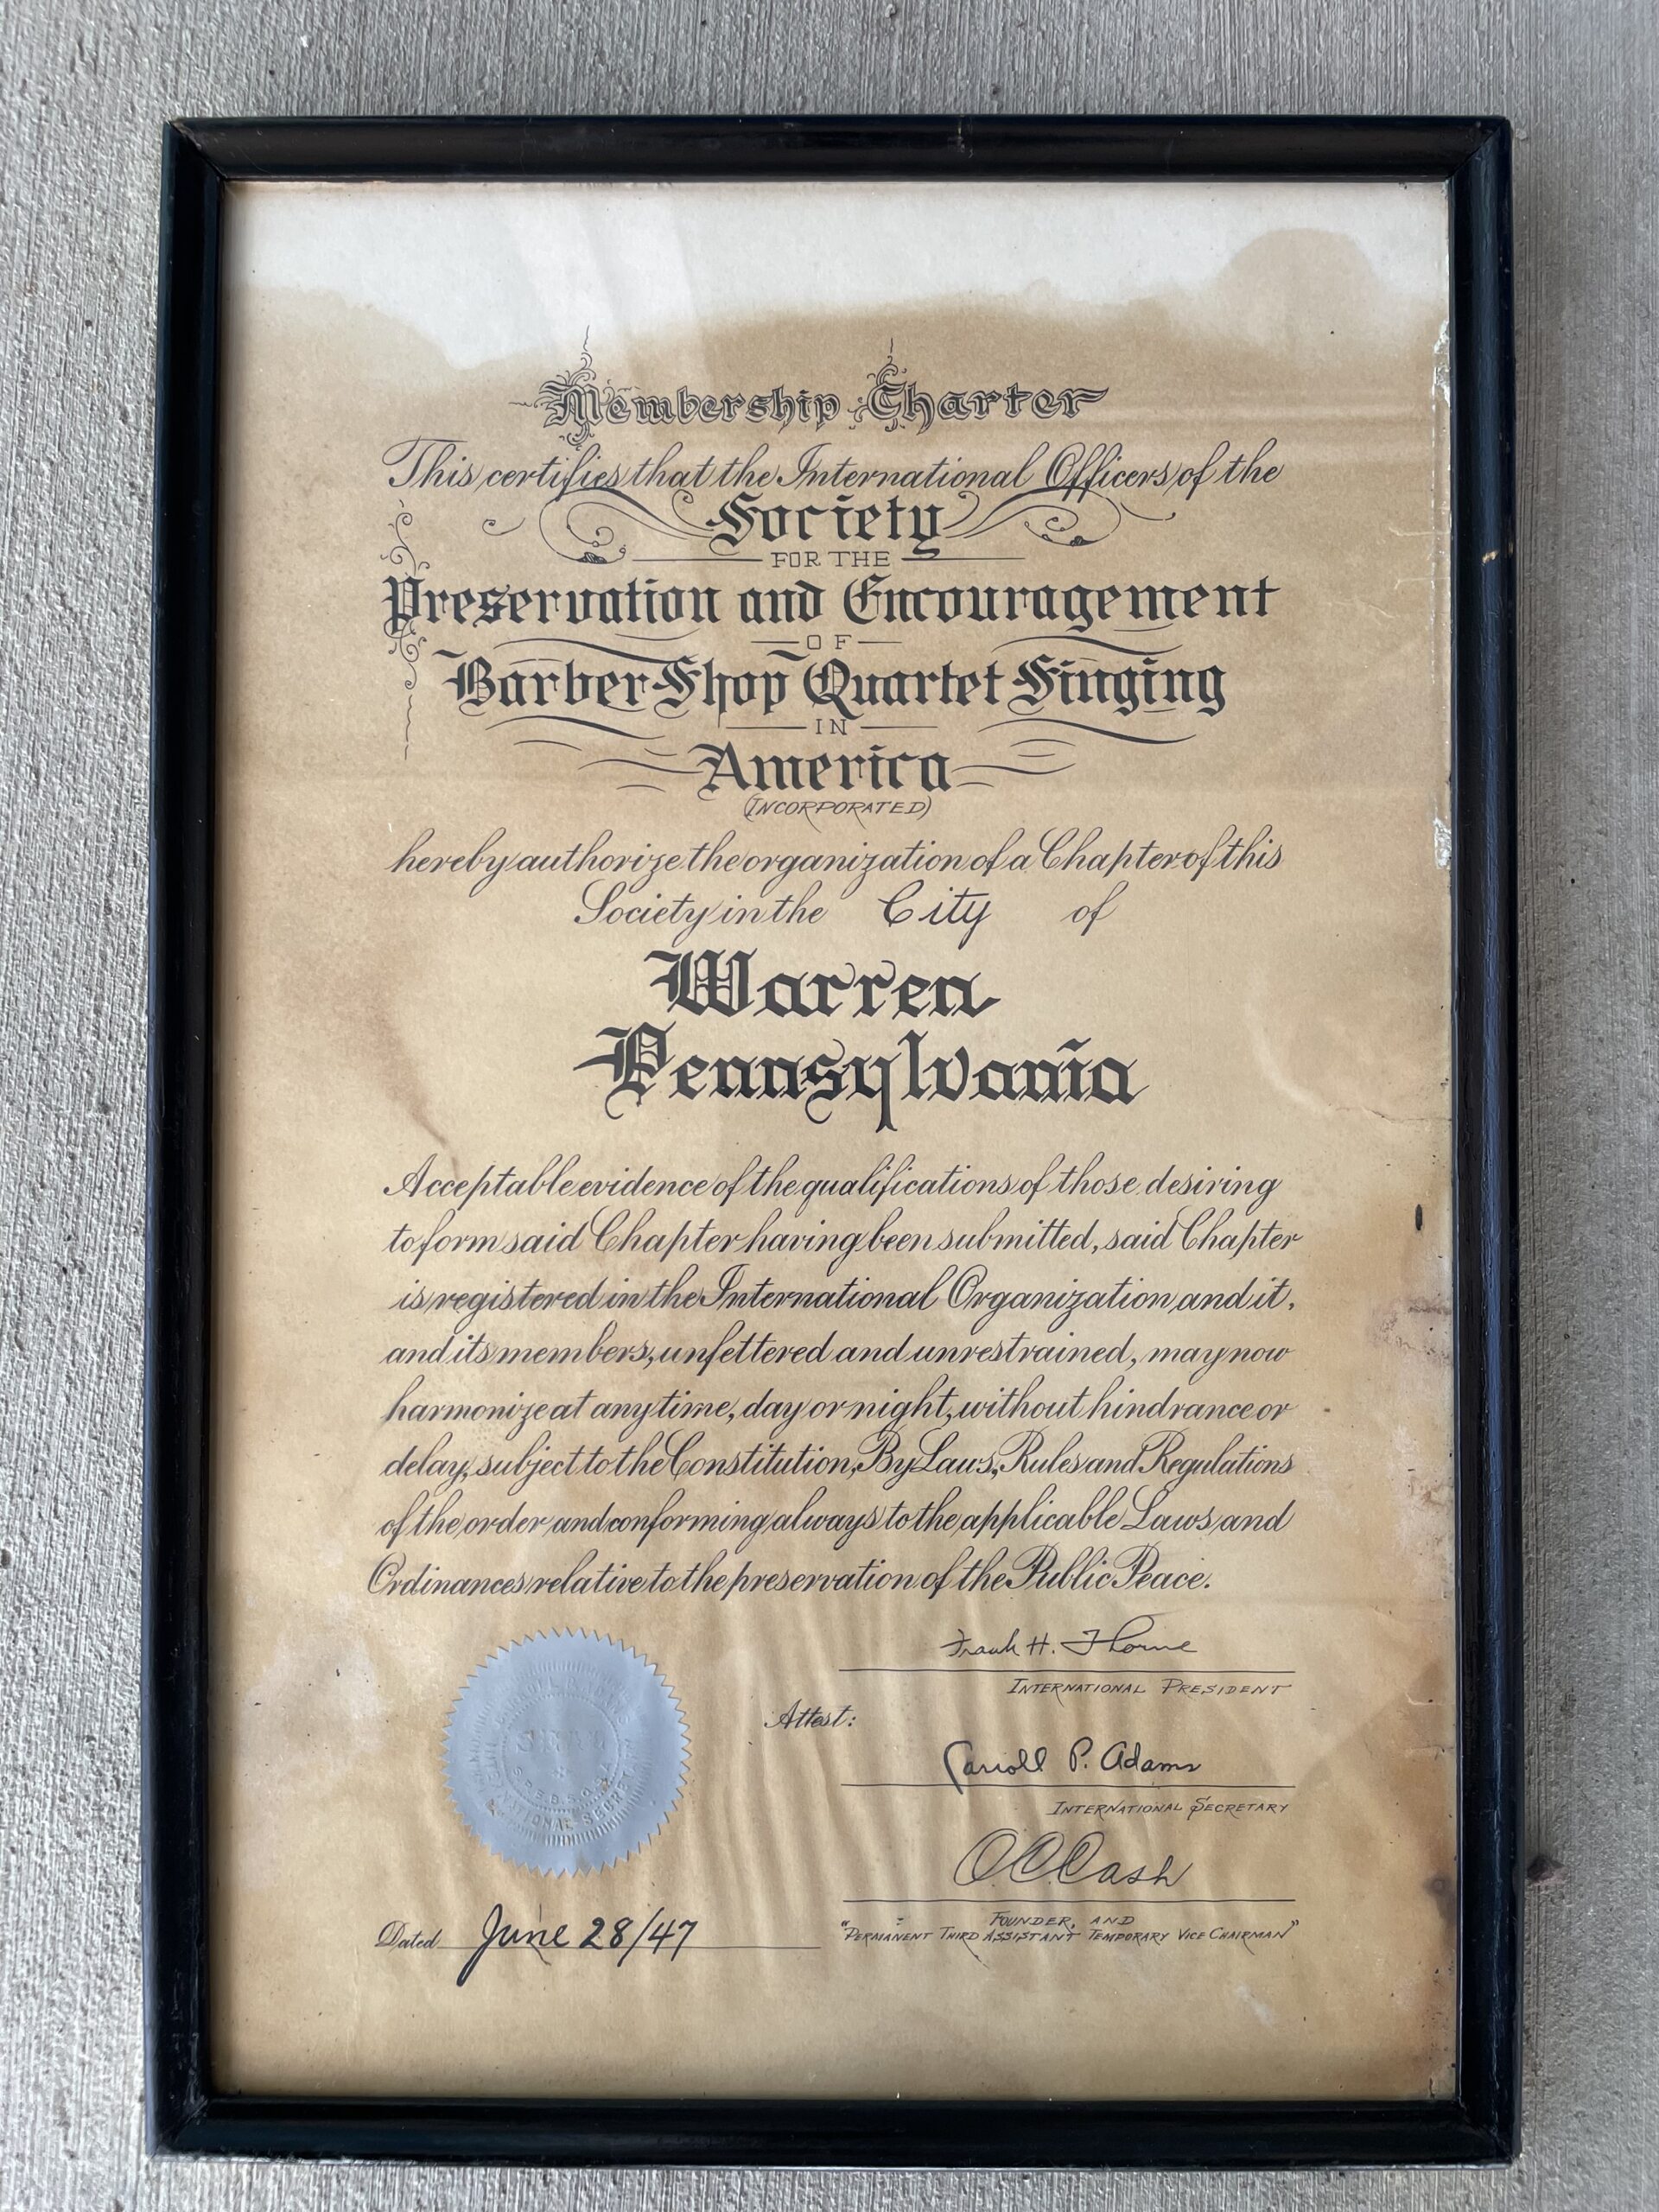 Membership Charter
This certifies that the International Officers of the
Society
FOR THE
Preservation and Encouragement
OF
Barber Shop Quartet Singing
IN
America
(INCORPORATED)
hereby authorize the organization of a Chapter of this
Society in the City of
Warren
Pennsylvania
Acceptable evidence of the qualifications of those desiring
to form said Chapter having been submitted, said Chapter
is registered in the International Organization and it,
and its members, unfettered and unrestrained, may now
harmonize at any time, day or night, without hindrance or
delay, subject to the Constitution, By Laws, Rules and Regulations
of the order and conforming always to the applicable Laws and
Ordinances relative to the preservation of the Public Peace.
Frank H. Thorne
INTERNATIONAL PRESIDENT
Attest:
Carroll P. Adams
INTERNATIONAL SECRETARY
O C Cash
FOUNDER, AND
"PERMANENT THIRD ASSISTANT TEMPORARY VICE CHAIRMAN"
Dated June 28/47